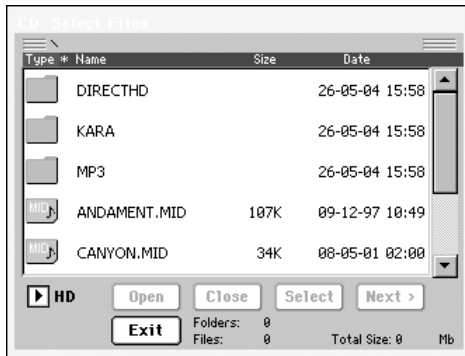 CD: Select Files
\
Type * Name Size Date
DIRECTHD 26-05-04 15:58
KARA 26-05-04 15:58
MP3 26-05-04 15:58
MID ANDAMENT.MID 107K 09-12-97 10:49
MID CANYON.MID 34K 08-05-01 02:00
HD Open Close Select Next >
Exit Folders: 0
Files: 0 Total Size: 0 Mb